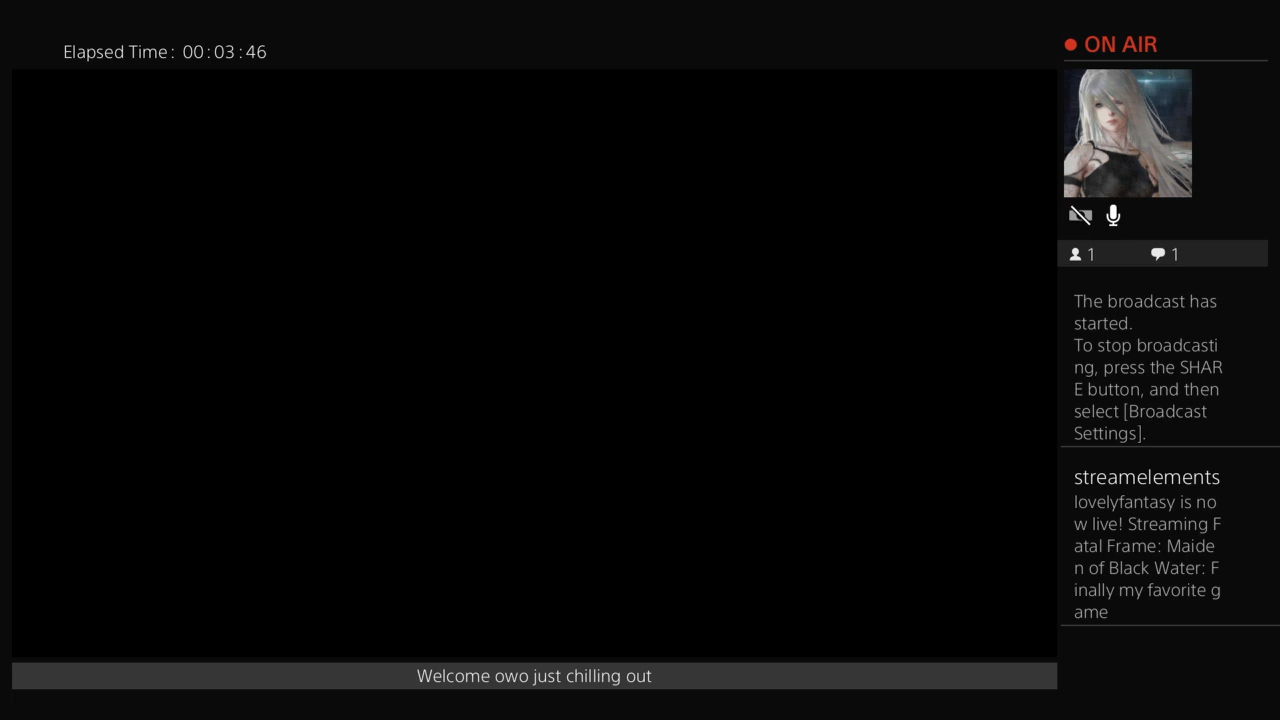 Elapsed Time: 00:03:46
ON AIR
1
1
The broadcast has
started.
To stop broadcasti
ng, press the SHAR
E button, and then
select [Broadcast
Settings].
streamelements
lovelyfantasy is no
w live! Streaming F
atal Frame: Maide
n of Black Water: F
inally my favorite g
ame
Welcome owo just chilling out